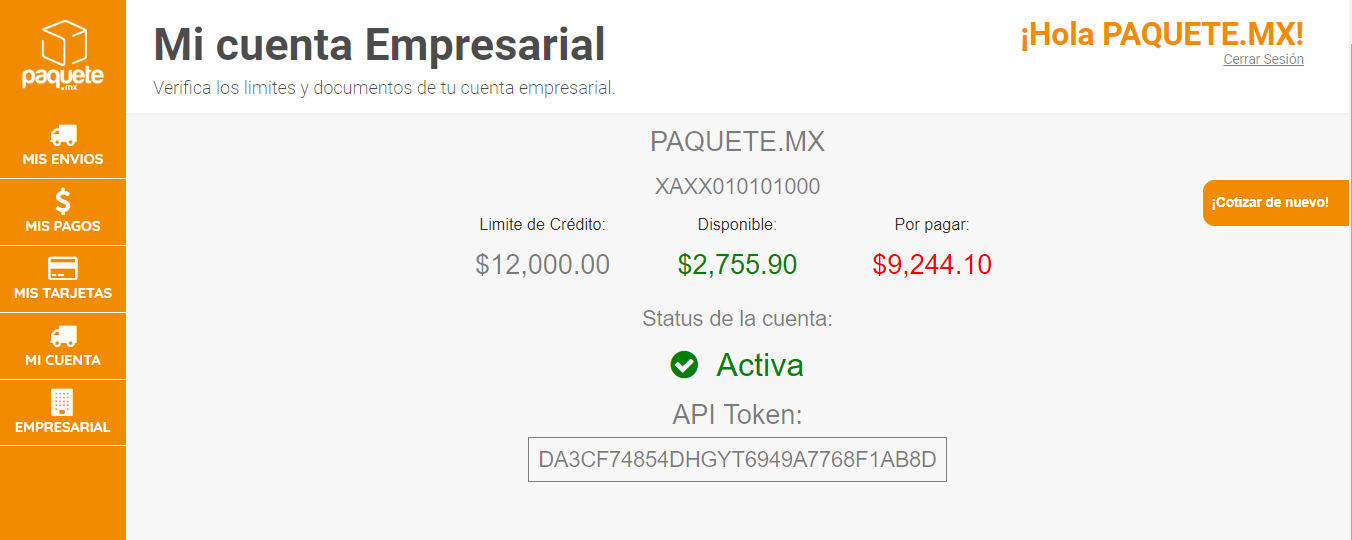 paquete
.mx
MIS ENVIOS
MIS PAGOS
MIS TARJETAS
MI CUENTA
EMPRESARIAL
Mi cuenta Empresarial
Verifica los limites y documentos de tu cuenta empresarial.
¡Hola PAQUETE.MX!
Cerrar Sesión
PAQUETE.MX
XAXX010101000
¡Cotizar de nuevo!
Limite de Crédito: Disponible: Por pagar:
$12,000.00 $2,755.90 $9,244.10
Status de la cuenta:
Activa
API Token:
DA3CF74854DHGYT6949A7768F1AB8D